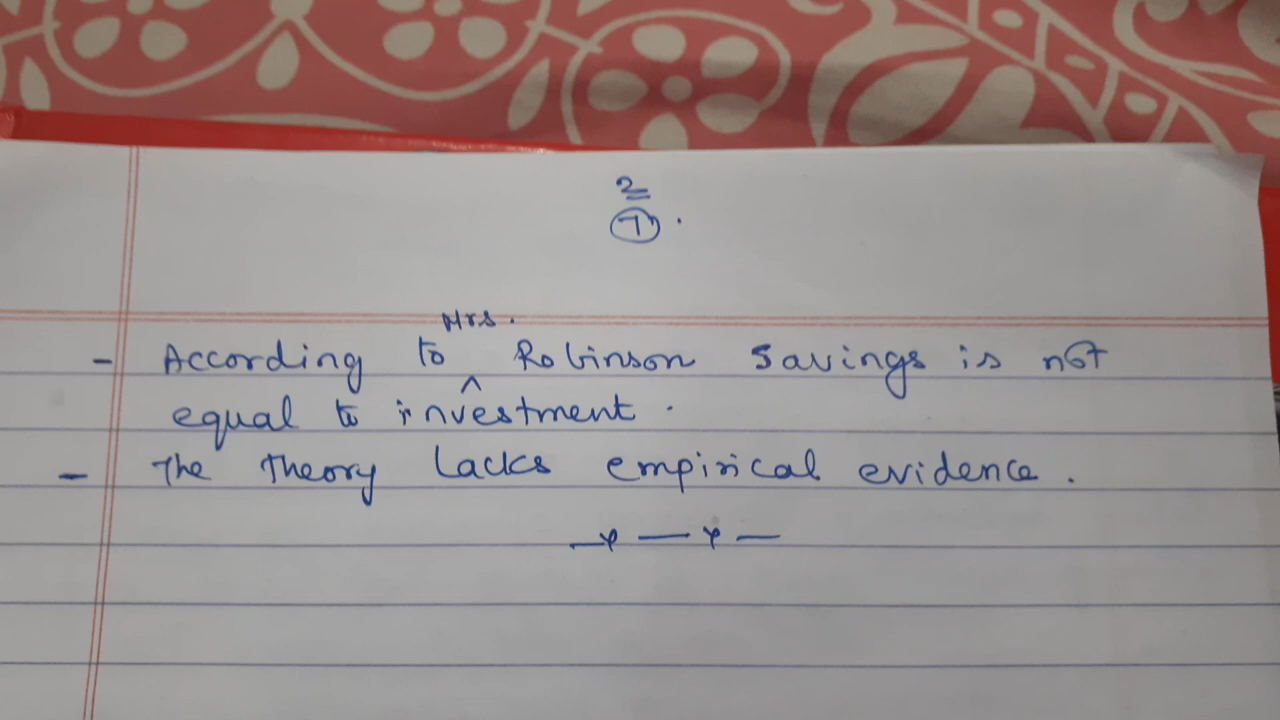 2
7.
Mrs.
- According to ^ Robinson Savings is not
equal to investment.
- The Theory Lacks empirical evidence.
—x—x—